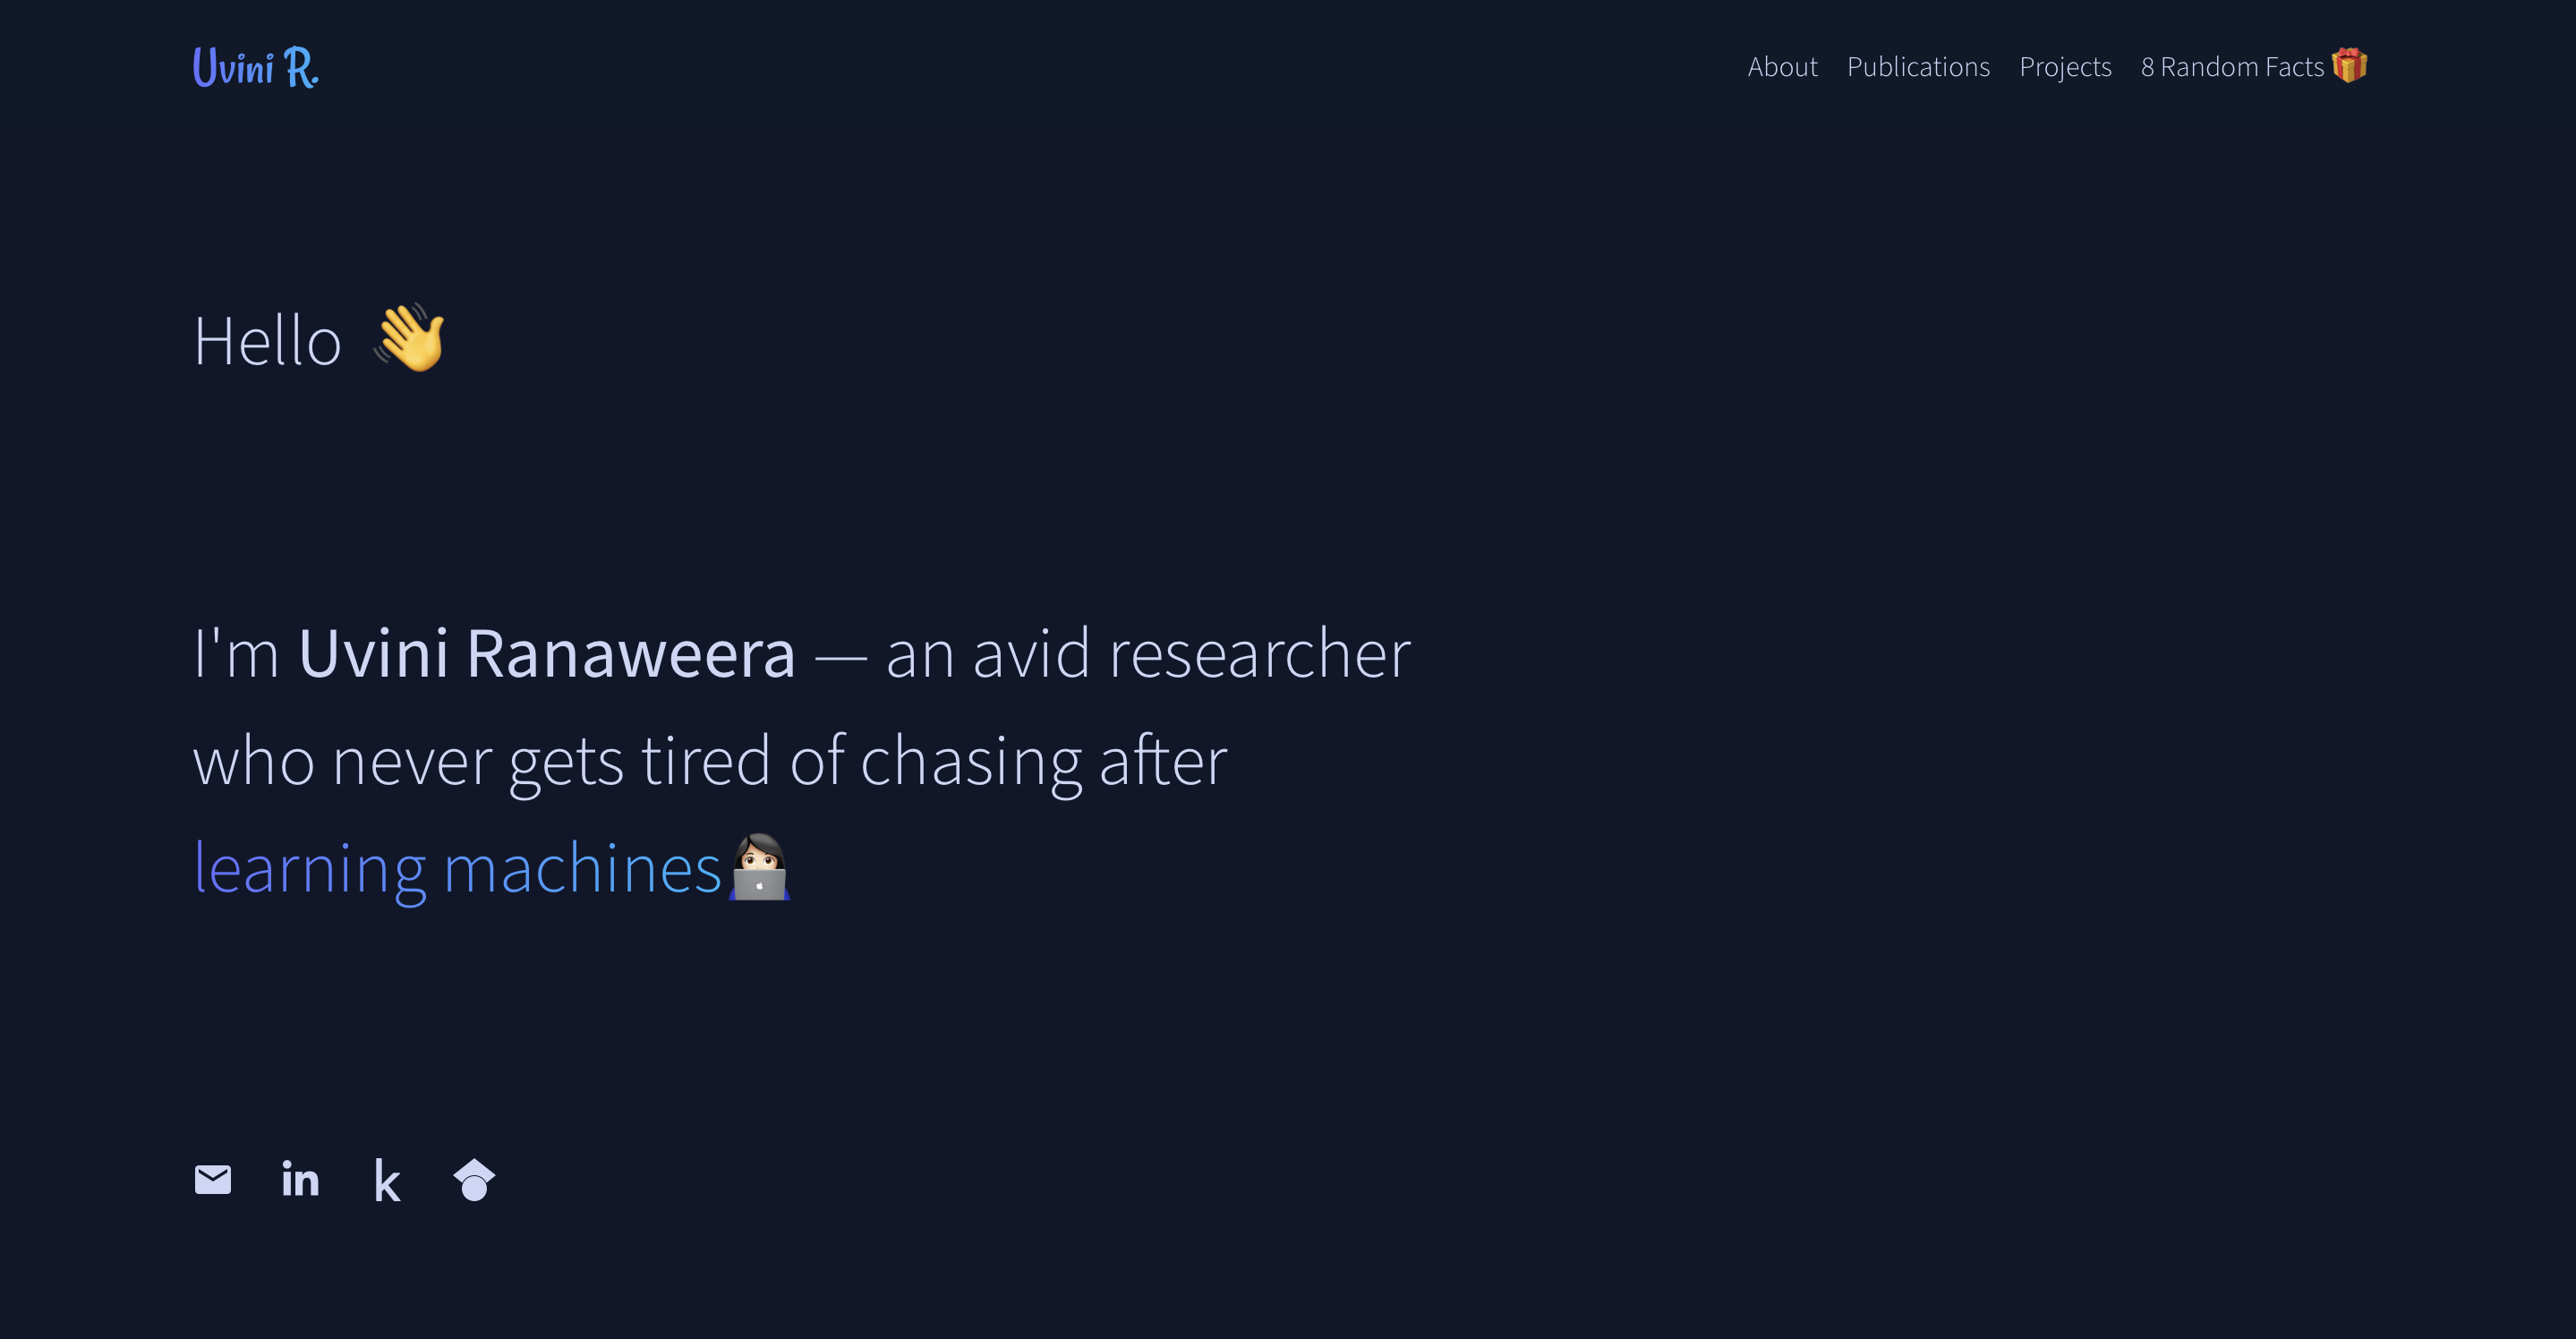 Uvini R.
About Publications Projects 8 Random Facts 🎁
Hello 👋
I'm Uvini Ranaweera — an avid researcher
who never gets tired of chasing after
learning machines👩🏻‍💻
in k